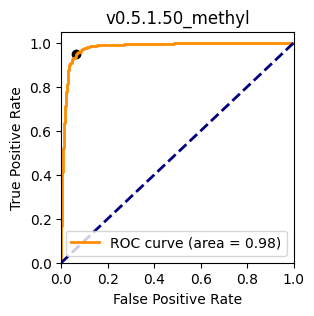 v0.5.1.50_methyl
True Positive Rate
1.0
0.8
0.6
0.4
0.2
0.0
ROC curve (area = 0.98)
0.0 0.2 0.4 0.6 0.8 1.0
False Positive Rate